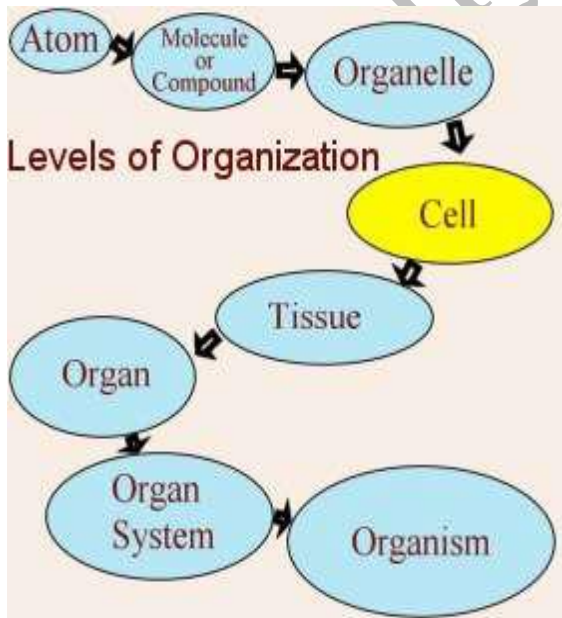 Atom
Molecule
or
Compound
Organelle
Levels of Organization
Cell
Tissue
Organ
Organ
System
Organism